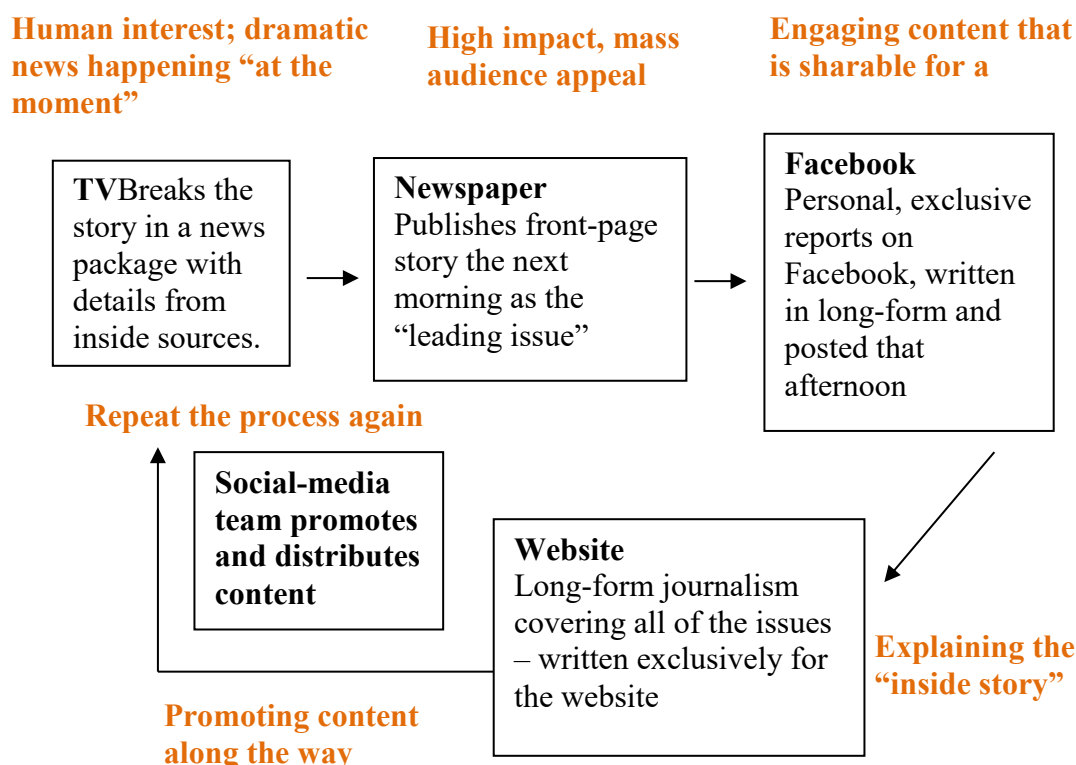 Human interest; dramatic
news happening “at the
moment”
High impact, mass
audience appeal
Engaging content that
is sharable for a
TVBreaks the
story in a news
package with
details from
inside sources.
Newspaper
Publishes front-page
story the next
morning as the
“leading issue”
Facebook
Personal, exclusive
reports on
Facebook, written
in long-form and
posted that
afternoon
Repeat the process again
Social-media
team promotes
and distributes
content
Website
Long-form journalism
covering all of the issues
– written exclusively for
the website
Explaining the
“inside story”
Promoting content
along the way